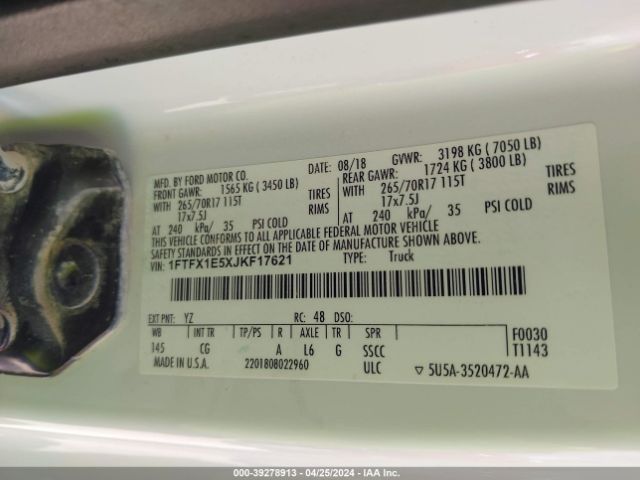 MFD. BY FORD MOTOR CO. DATE: 08/18 GVWR: 3198 KG ( 7050 LB)
FRONT GAWR: 1565 KG ( 3450 LB) REAR GAWR: 1724 KG ( 3800 LB)
WITH 265/70R17 115T TIRES WITH 265/70R17 115T TIRES
17x7.5J RIMS 17x7.5J RIMS
AT 240 kPa/ 35 PSI COLD AT 240 kPa/ 35 PSI COLD
THIS VEHICLE CONFORMS TO ALL APPLICABLE FEDERAL MOTOR VEHICLE
SAFETY STANDARDS IN EFFECT ON THE DATE OF MANUFACTURE SHOWN ABOVE.
VIN: 1FTFX1E5XJKF17621 TYPE: Truck
EXT PNT: YZ RC: 48 DSO:
WB INT TR TP/PS R AXLE TR SPR F0030
145 CG A L6 G SSCC T1143
MADE IN U.S.A. 2201808022960 ULC ▽ 5U5A-3520472-AA
000-39278913 - 04/25/2024 - IAAI.COM